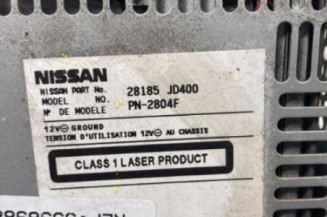 NISSAN
NISSAN PART No. 28185 JD400
MODEL NO. PN-2804F
N° DE MODELE
12V⊖ GROUND
TENSION D'UTILISATION 12V⊖ AU CHASSIS
CLASS 1 LASER PRODUCT